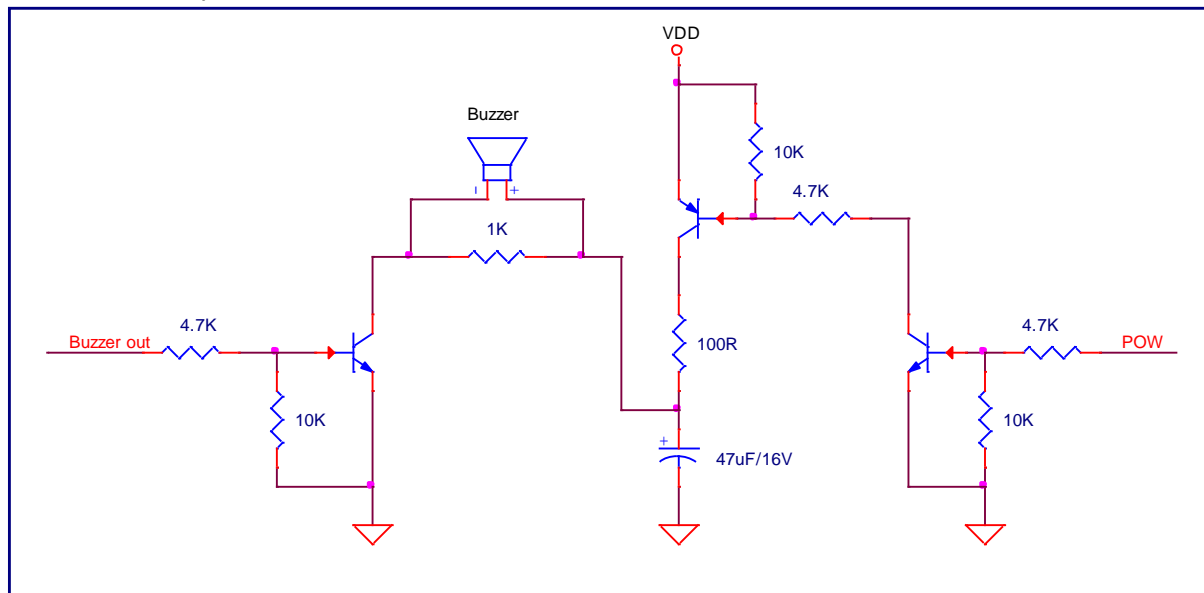 VDD
Buzzer
- +
10K
4.7K
1K
4.7K
Buzzer out
100R
4.7K
POW
10K
10K
+
47uF/16V